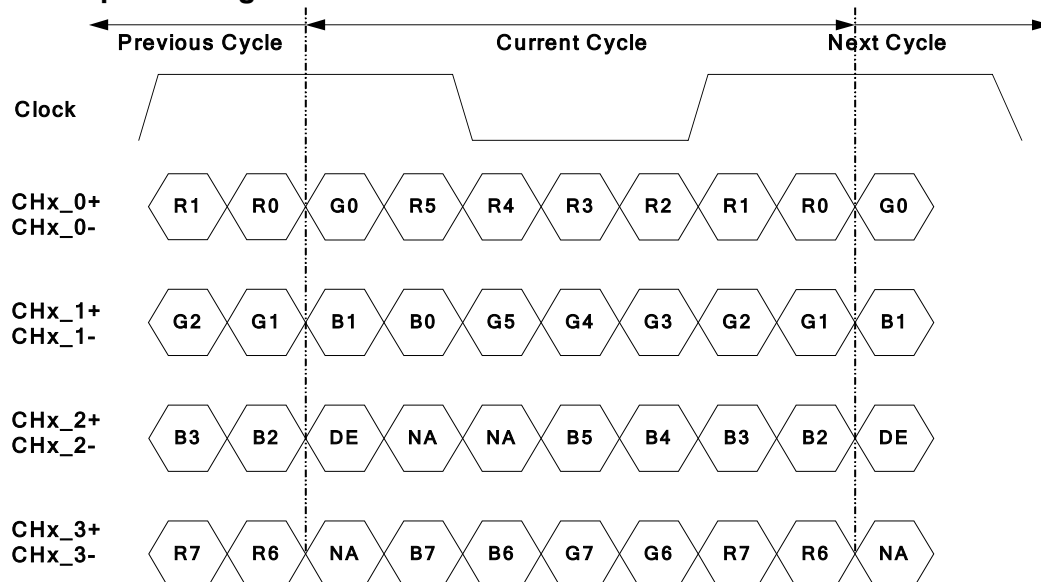 Previous Cycle Current Cycle Next Cycle
Clock
CHx_0+
CHx_0-
R1 R0 G0 R5 R4 R3 R2 R1 R0 G0
CHx_1+
CHx_1-
G2 G1 B1 B0 G5 G4 G3 G2 G1 B1
CHx_2+
CHx_2-
B3 B2 DE NA NA B5 B4 B3 B2 DE
CHx_3+
CHx_3-
R7 R6 NA B7 B6 G7 G6 R7 R6 NA